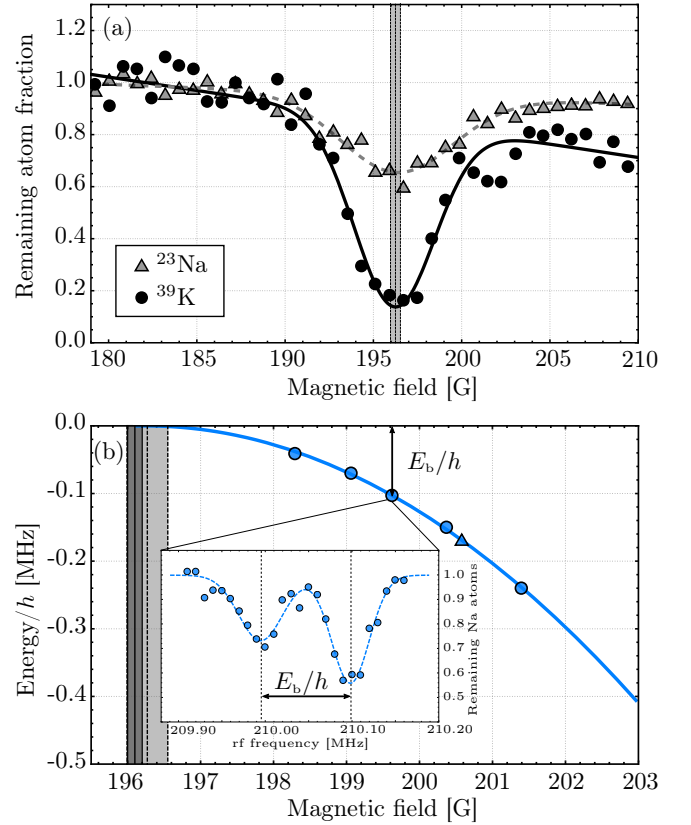 (a)
Remaining atom fraction
1.2
1.0
0.8
0.6
0.4
0.2
0.0
²³Na
³⁹K
180 185 190 195 200 205 210
Magnetic field [G]
(b)
Energy/h [MHz]
0.0
-0.1
-0.2
-0.3
-0.4
-0.5
E_b/h
1.0
0.9
0.8
0.7
0.6
0.5
Remaining Na atoms
E_b/h
209.90 210.00 210.10 210.20
rf frequency [MHz]
196 197 198 199 200 201 202 203
Magnetic field [G]